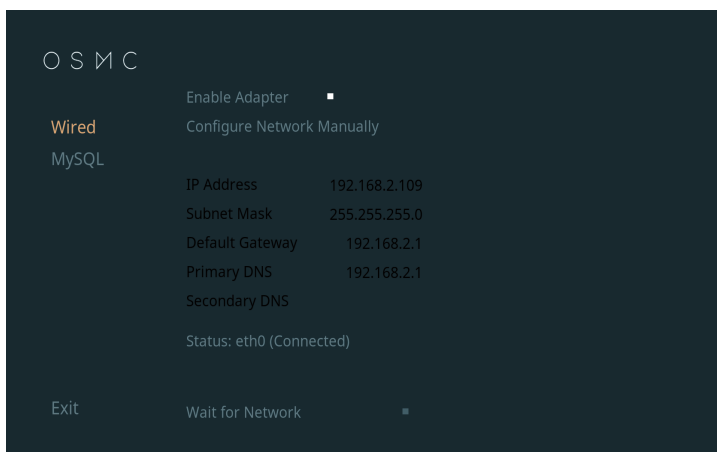 OSMC
Enable Adapter
Wired
Configure Network Manually
MySQL
IP Address 192.168.2.109
Subnet Mask 255.255.255.0
Default Gateway 192.168.2.1
Primary DNS 192.168.2.1
Secondary DNS
Status: eth0 (Connected)
Exit
Wait for Network